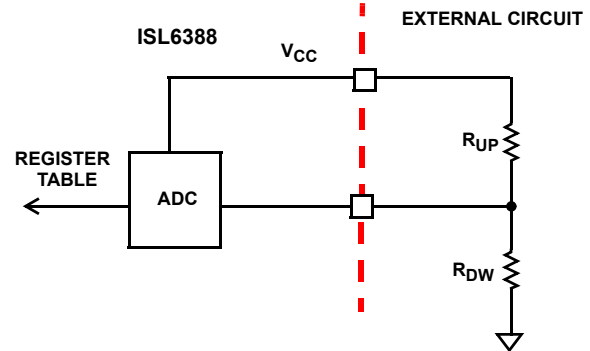 EXTERNAL CIRCUIT
ISL6388
VCC
RUP
REGISTER
TABLE
ADC
RDW